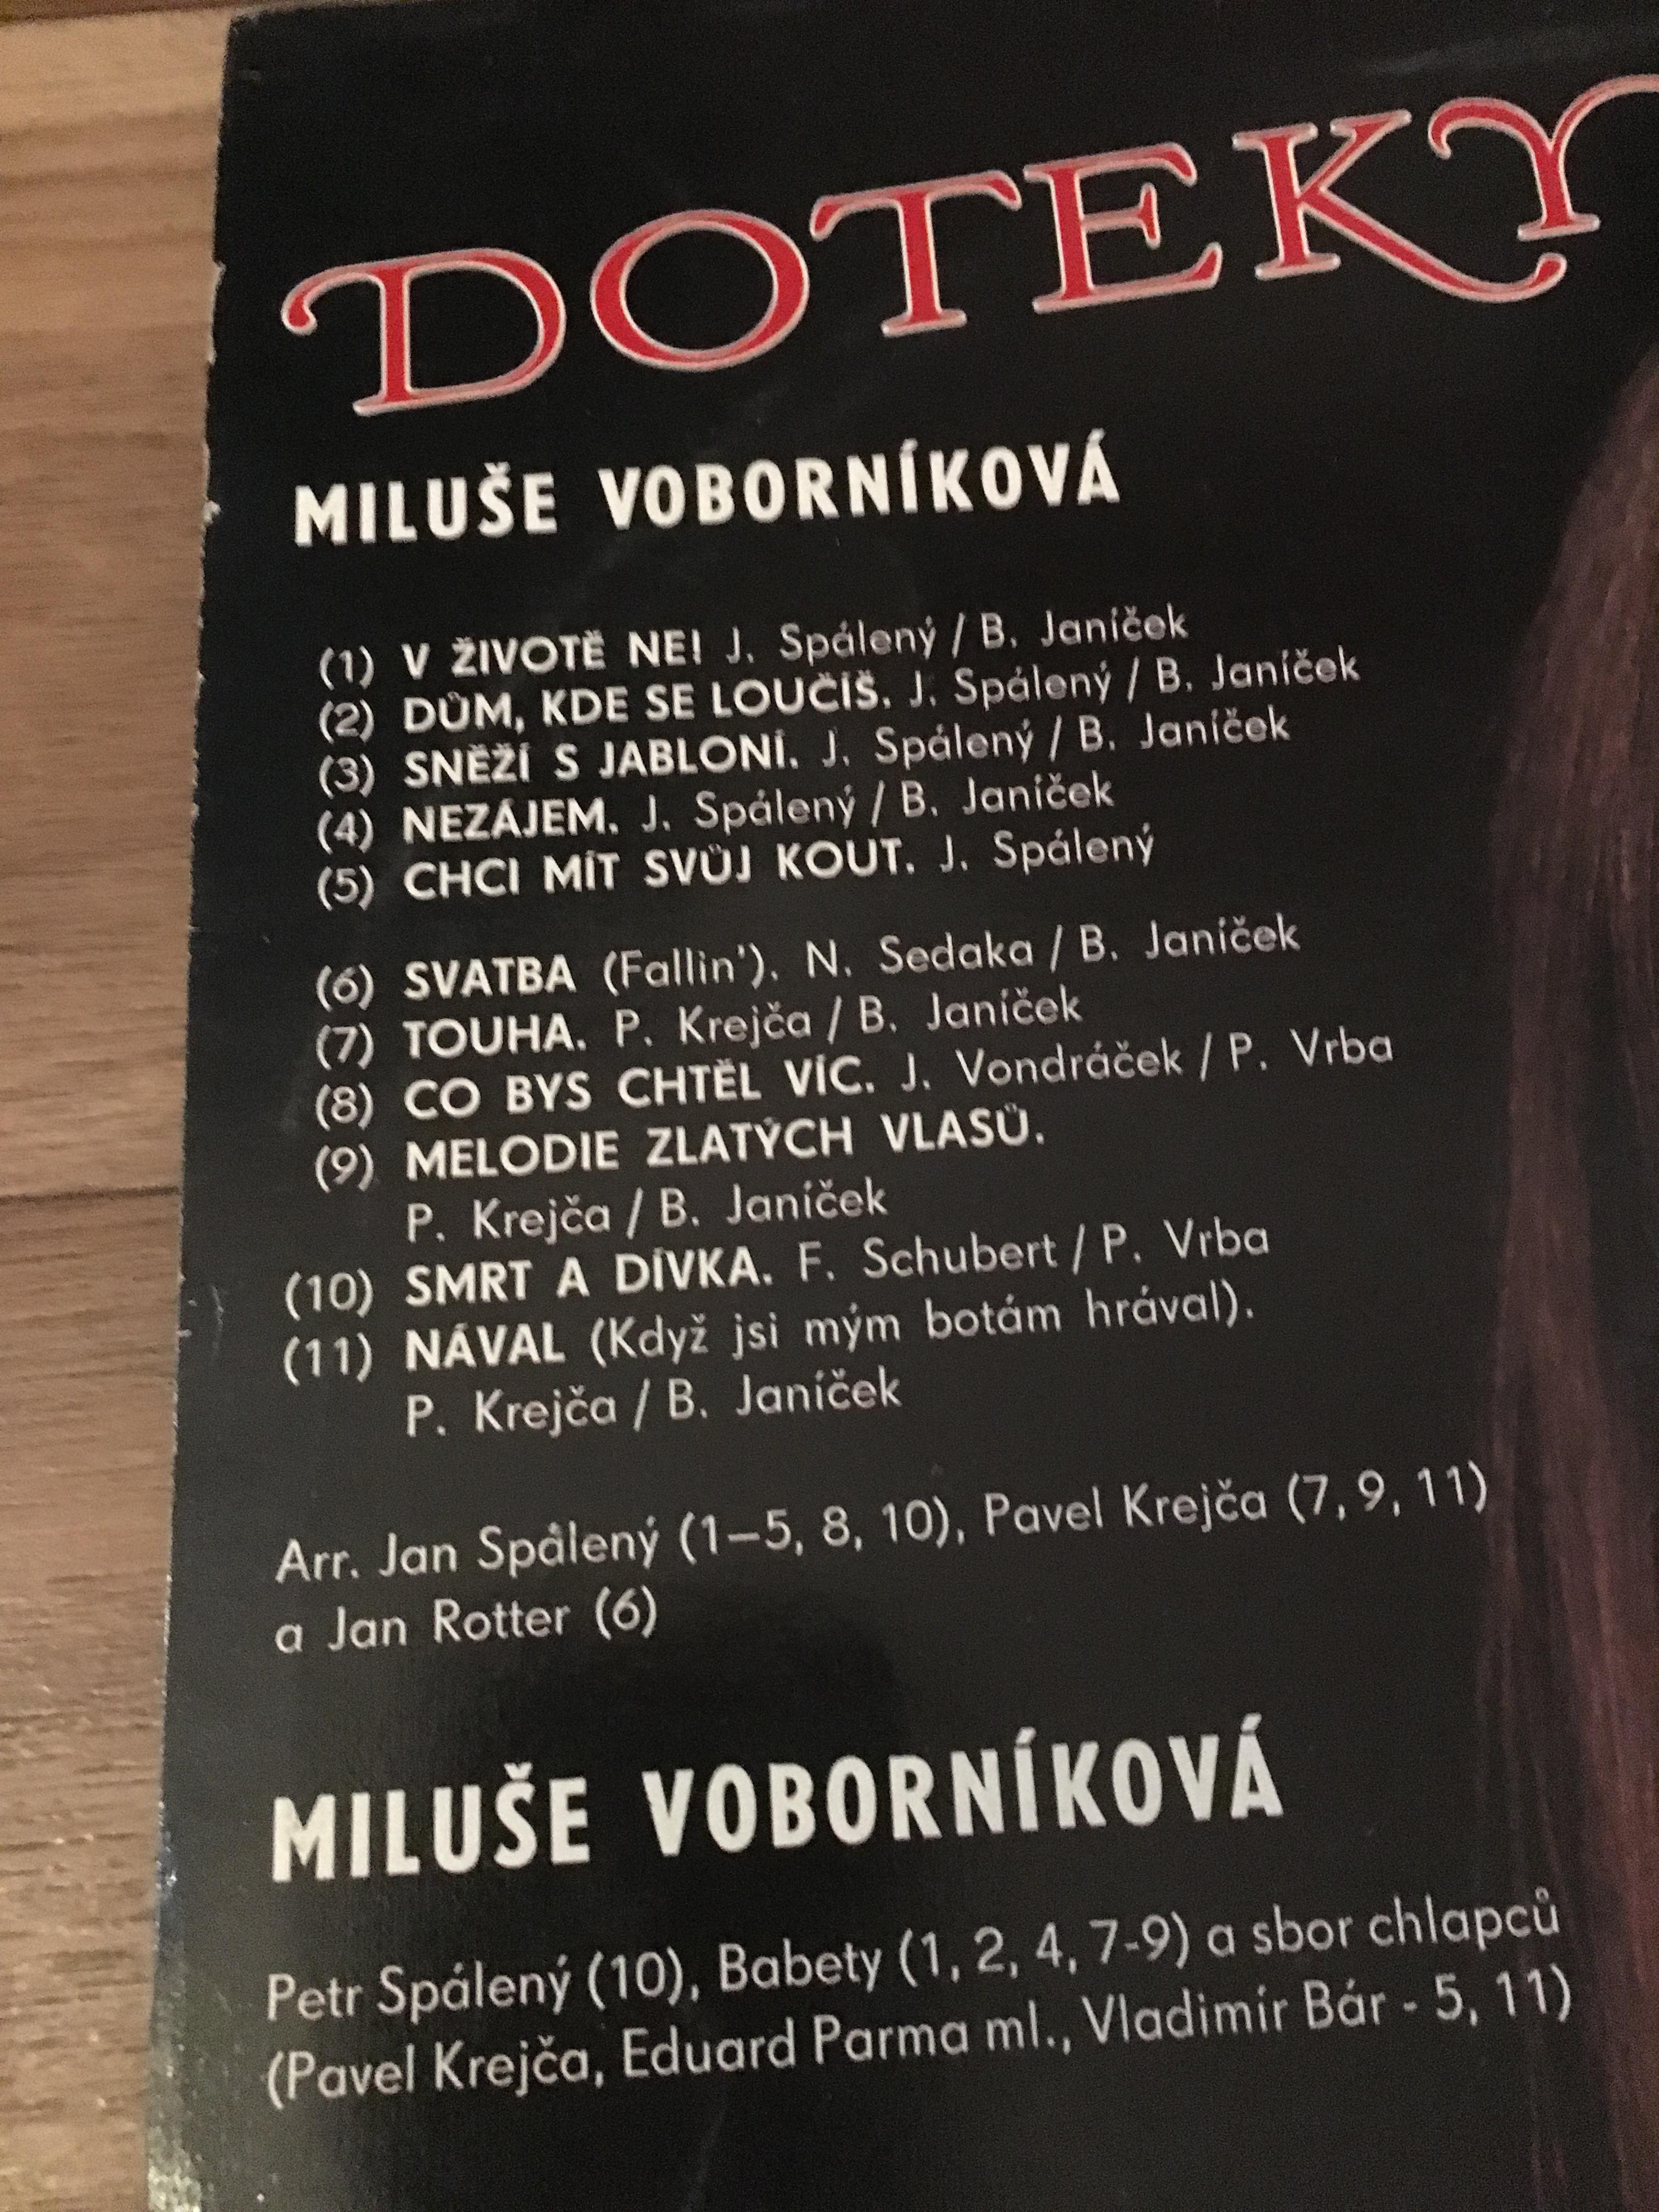 DOTEKY
MILUŠE VOBORNÍKOVÁ
(1) V ŽIVOTĚ NE! J. Spálený / B. Janíček
(2) DŮM, KDE SE LOUČÍŠ. J. Spálený / B. Janíček
(3) SNĚŽÍ S JABLONÍ. J. Spálený / B. Janíček
(4) NEZÁJEM. J. Spálený / B. Janíček
(5) CHCI MÍT SVŮJ KOUT. J. Spálený
(6) SVATBA (Fallin'). N. Sedaka / B. Janíček
(7) TOUHA. P. Krejča / B. Janíček
(8) CO BYS CHTĚL VÍC. J. Vondráček / P. Vrba
(9) MELODIE ZLATÝCH VLASŮ.
P. Krejča / B. Janíček
(10) SMRT A DÍVKA. F. Schubert / P. Vrba
(11) NÁVAL (Když jsi mým botám hrával).
P. Krejča / B. Janíček
Arr. Jan Spálený (1–5, 8, 10), Pavel Krejča (7, 9, 11)
a Jan Rotter (6)
MILUŠE VOBORNÍKOVÁ
Petr Spálený (10), Babety (1, 2, 4, 7-9) a sbor chlapců
(Pavel Krejča, Eduard Parma ml., Vladimír Bár - 5, 11)